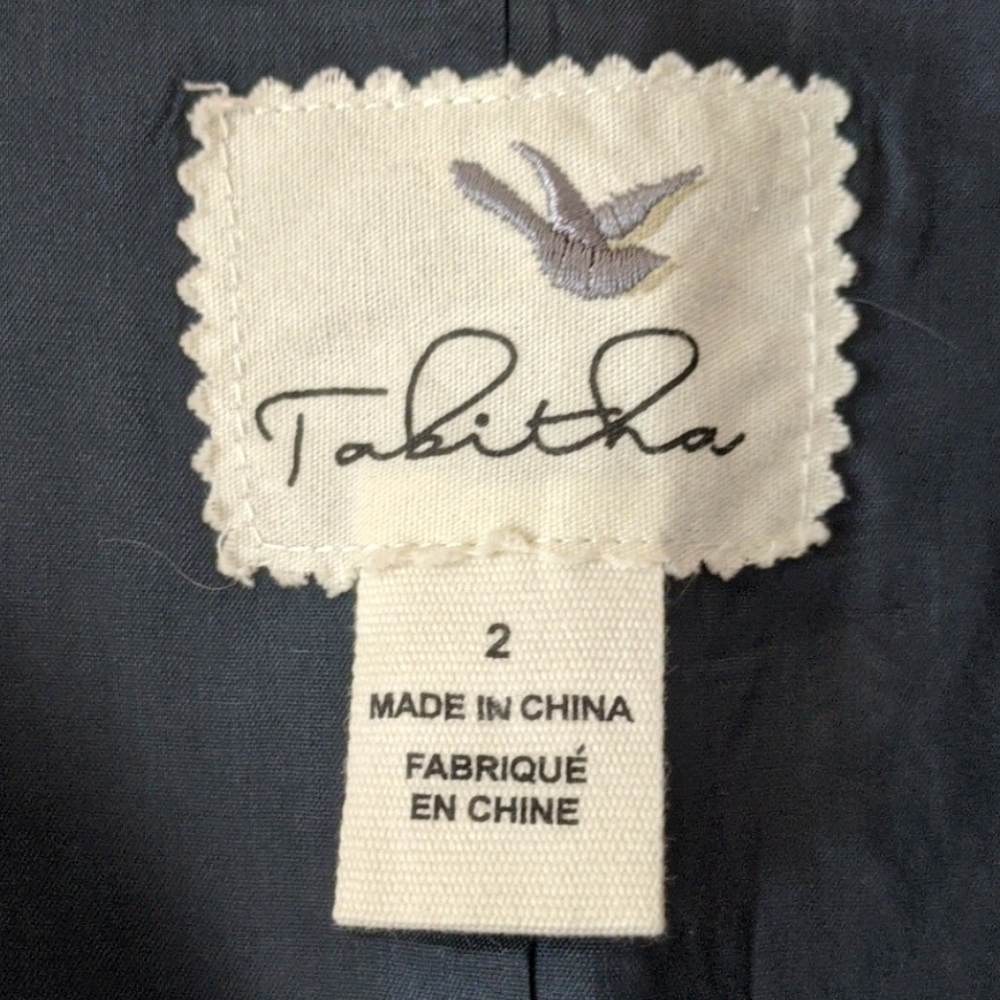 Tabitha
2
MADE IN CHINA
FABRIQUÉ
EN CHINE